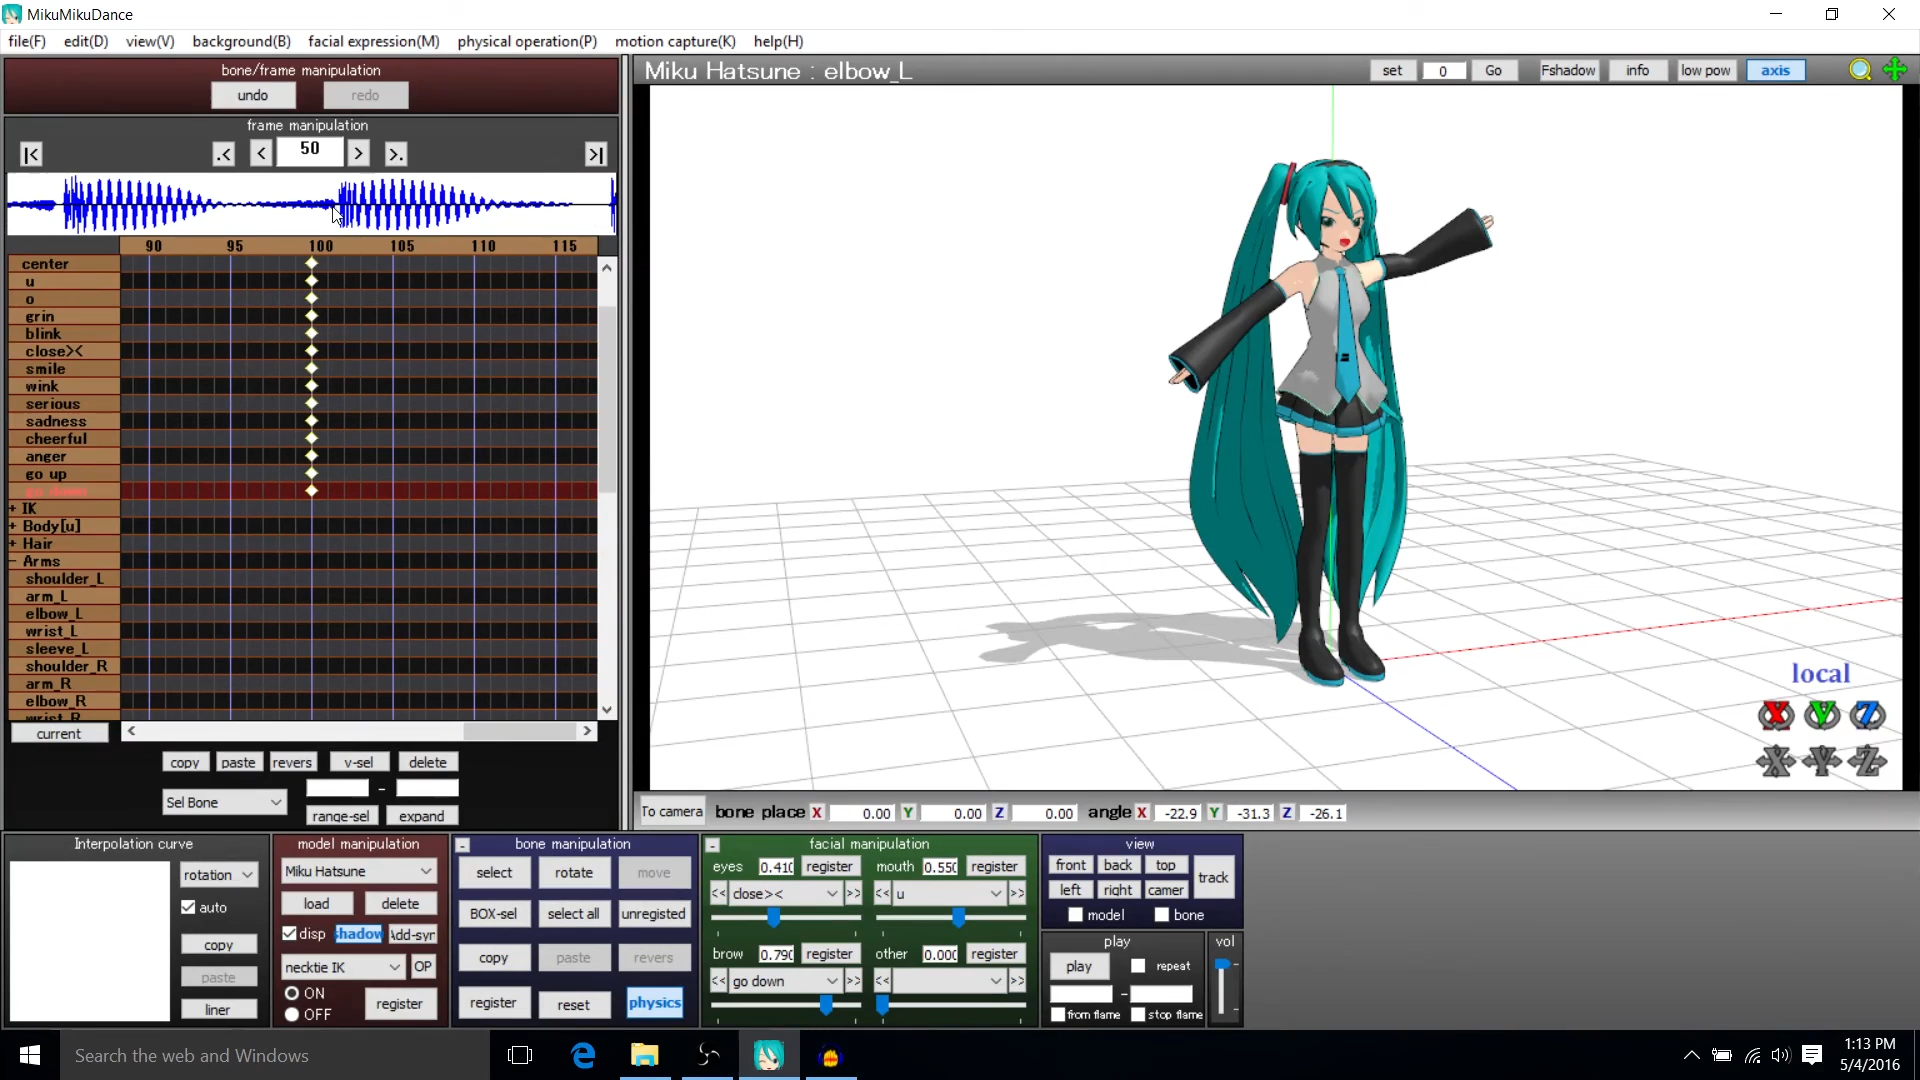 MikuMikuDance
file(F) edit(D) view(V) background(B) facial expression(M) physical operation(P) motion capture(K) help(H)
bone/frame manipulation
undo redo
frame manipulation
|< .< < 50 > >. >|
90 95 100 105 110 115
center
u
o
grin
blink
close><
smile
wink
serious
sadness
cheerful
anger
go up
go down
+ IK
+ Body[u]
+ Hair
- Arms
shoulder_L
arm_L
elbow_L
wrist_L
sleeve_L
shoulder_R
arm_R
elbow_R
wrist_R
current
copy paste revers v-sel delete
Sel Bone -
range-sel expand
Miku Hatsune : elbow_L
set 0 Go Fshadow info low pow axis
local
X Y Z
X Y Z
To camera bone place X 0.00 Y 0.00 Z 0.00 angle X -22.9 Y -31.3 Z -26.1
Interpolation curve
rotation
auto
copy
paste
liner
model manipulation
Miku Hatsune
load delete
disp shadow Add-syn
necktie IK OP
ON
OFF
register
- bone manipulation
select rotate move
BOX-sel select all unregisted
copy paste revers
register reset physics
- facial manipulation
eyes 0.410 register mouth 0.550 register
<< close>< >> << u >>
brow 0.790 register other 0.000 register
<< go down >> << >>
view
front back top
left right camer
track
model bone
play
play repeat
-
from flame stop flame
vol
Search the web and Windows
1:13 PM
5/4/2016